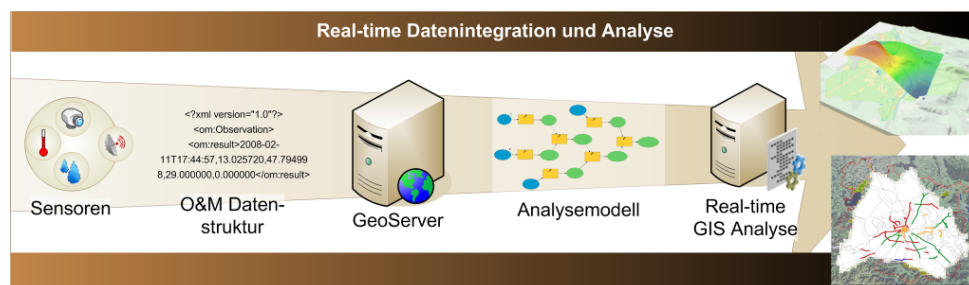 Real-time Datenintegration und Analyse
<?xml version="1.0"?>
<om:Observation>
<om:result>2008-02-
11T17:44:57,13.025720,47.79499
8,29.000000,0.000000</om:result>
Sensoren
O&M Daten-
struktur
GeoServer
Analysemodell
Real-time
GIS Analyse